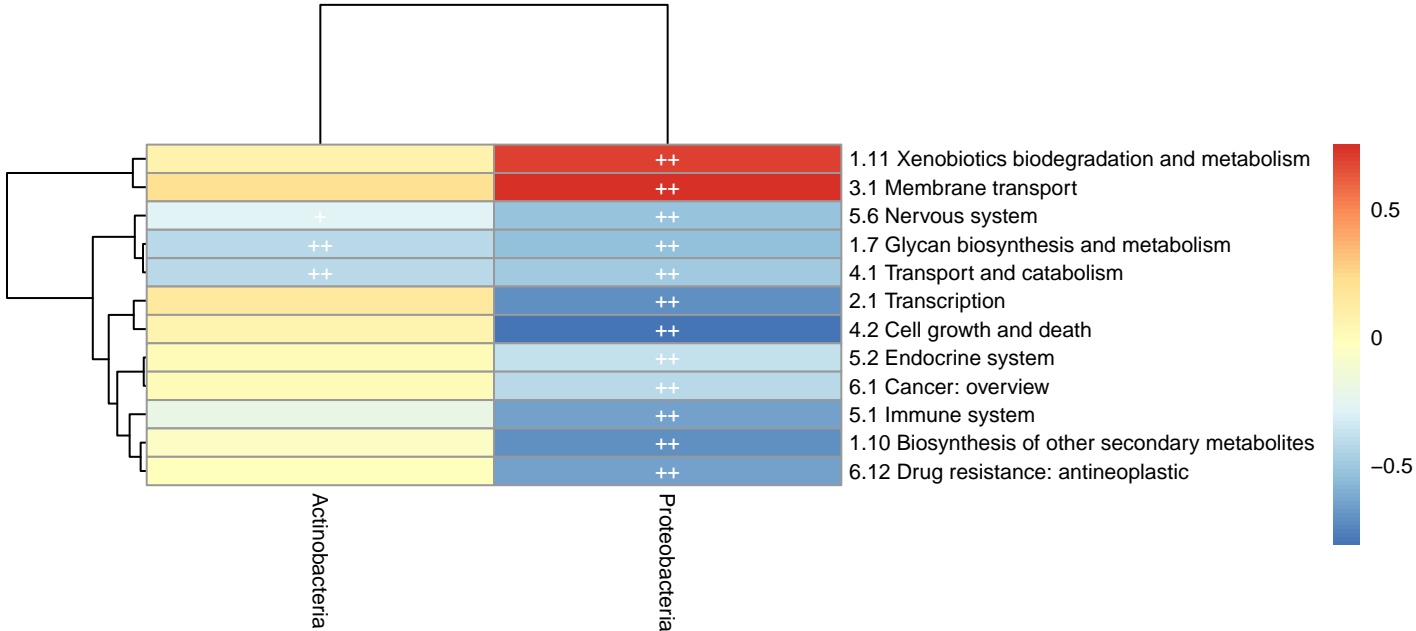 ++ 1.11 Xenobiotics biodegradation and metabolism
++ 3.1 Membrane transport
+ ++ 5.6 Nervous system
++ ++ 1.7 Glycan biosynthesis and metabolism
++ ++ 4.1 Transport and catabolism
++ 2.1 Transcription
++ 4.2 Cell growth and death
++ 5.2 Endocrine system
++ 6.1 Cancer: overview
++ 5.1 Immune system
++ 1.10 Biosynthesis of other secondary metabolites
++ 6.12 Drug resistance: antineoplastic
Actinobacteria
Proteobacteria
0.5
0
−0.5